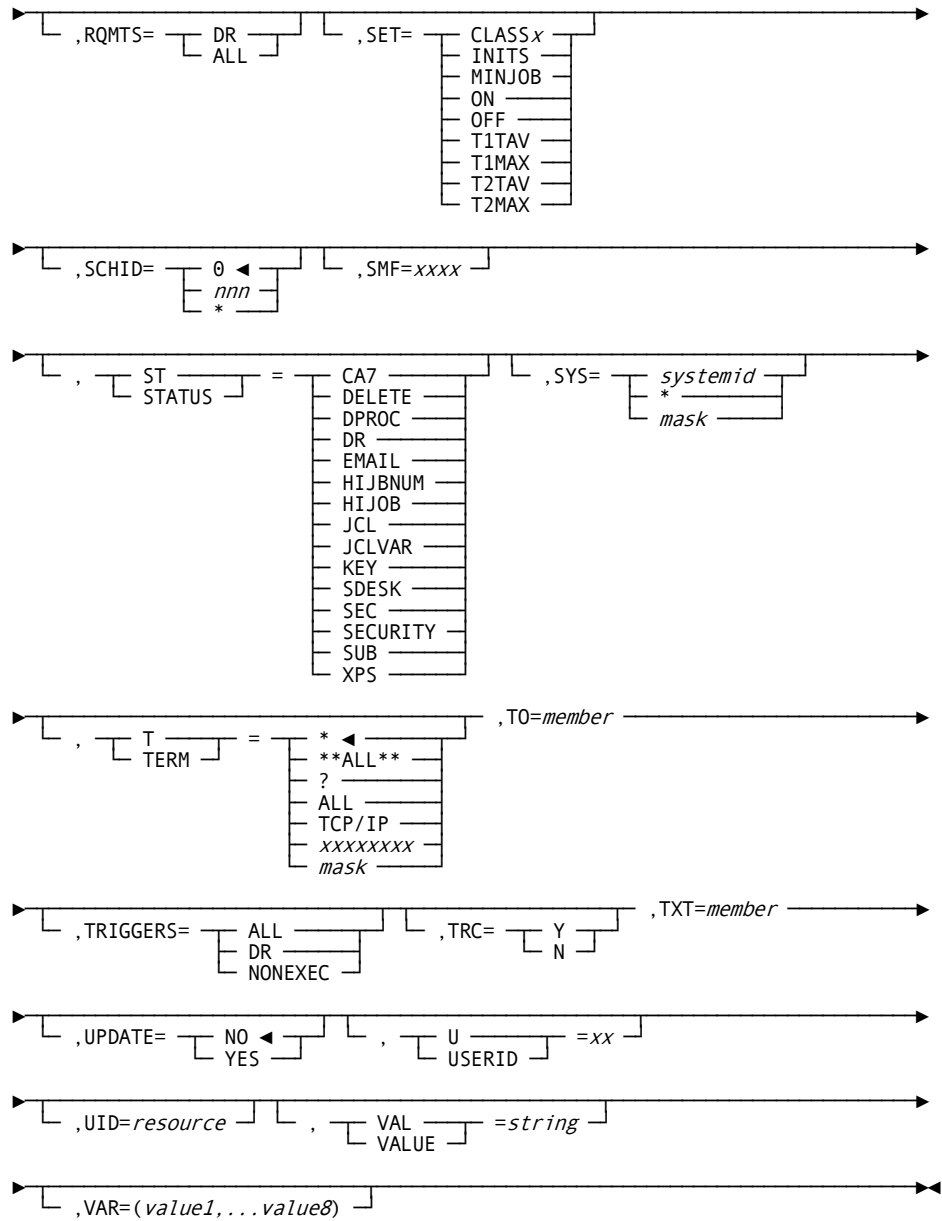 ,RQMTS= DR ,SET= CLASSx
ALL INITS
MINJOB
ON
OFF
T1TAV
T1MAX
T2TAV
T2MAX
,SCHID= 0 ◄ ,SMF=xxxx
nnn
*
, ST = CA7 ,SYS= systemid
STATUS DELETE *
DPROC mask
DR
EMAIL
HIJBNUM
HIJOB
JCL
JCLVAR
KEY
SDESK
SEC
SECURITY
SUB
XPS
, T = * ◄ ,TO=member
TERM **ALL**
?
ALL
TCP/IP
xxxxxxxx
mask
,TRIGGERS= ALL ,TRC= Y ,TXT=member
DR N
NONEXEC
,UPDATE= NO ◄ , U =xx
YES USERID
,UID=resource , VAL =string
VALUE
,VAR=(value1,...value8)